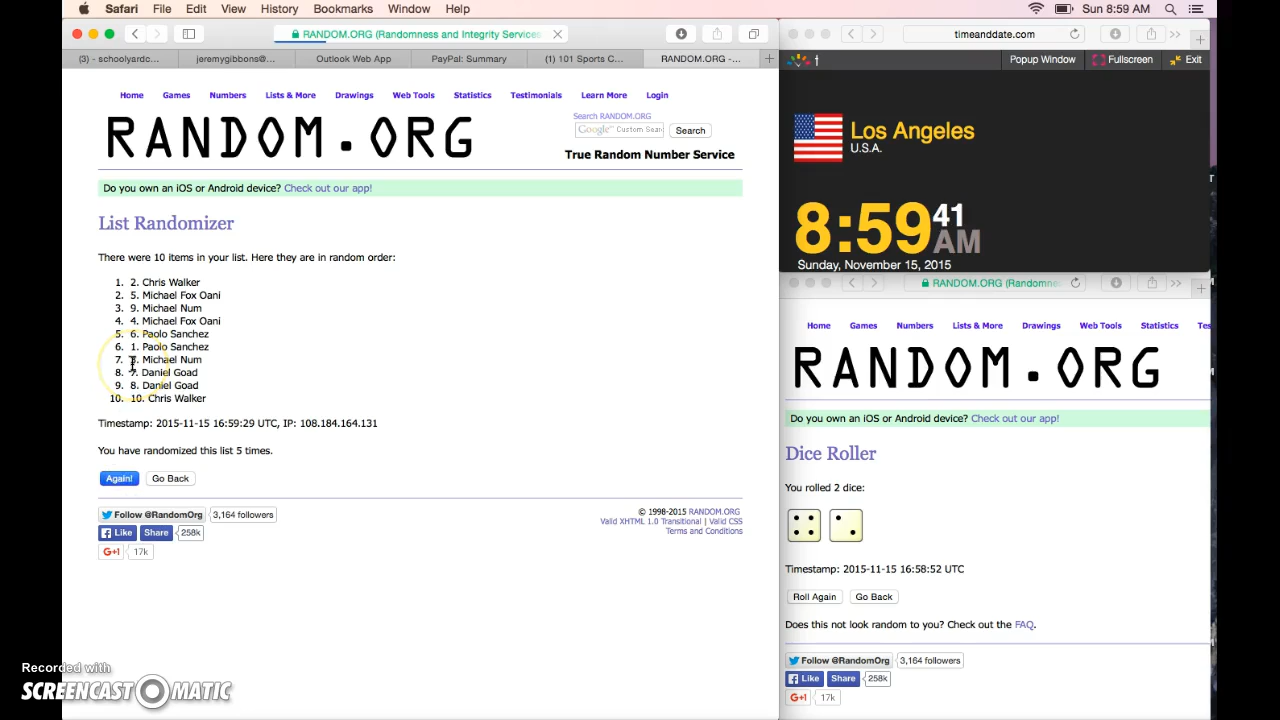 Safari File Edit View History Bookmarks Window Help Sun 8:59 AM
RANDOM.ORG (Randomness and Integrity Services
(3) - schoolyardc... jeremygibbons@... Outlook Web App PayPal: Summary (1) 101 Sports C... RANDOM.ORG -...
Home Games Numbers Lists & More Drawings Web Tools Statistics Testimonials Learn More Login
Search RANDOM.ORG
RANDOM.ORG
Google™ Custom Sear Search
True Random Number Service
Do you own an iOS or Android device? Check out our app!
List Randomizer
There were 10 items in your list. Here they are in random order:
1. 2. Chris Walker
2. 5. Michael Fox Oani
3. 9. Michael Num
4. 4. Michael Fox Oani
5. 6. Paolo Sanchez
6. 1. Paolo Sanchez
7. 3. Michael Num
8. 7. Daniel Goad
9. 8. Daniel Goad
10. 10. Chris Walker
Timestamp: 2015-11-15 16:59:29 UTC, IP: 108.184.164.131
You have randomized this list 5 times.
Again! Go Back
Follow @RandomOrg 3,164 followers
Like Share 258k
G+1 17k
© 1998-2015 RANDOM.ORG
Valid XHTML 1.0 Transitional | Valid CSS
Terms and Conditions
Recorded with
SCREENCAST MATIC
timeanddate.com
Popup Window Fullscreen Exit
Los Angeles
U.S.A.
8:59 41 AM
Sunday, November 15, 2015
RANDOM.ORG (Randomn
Home Games Numbers Lists & More Drawings Web Tools Statistics Tes
RANDOM.ORG
Do you own an iOS or Android device? Check out our app!
Dice Roller
You rolled 2 dice:
Timestamp: 2015-11-15 16:58:52 UTC
Roll Again Go Back
Does this not look random to you? Check out the FAQ.
Follow @RandomOrg 3,164 followers
Like Share 258k
G+1 17k